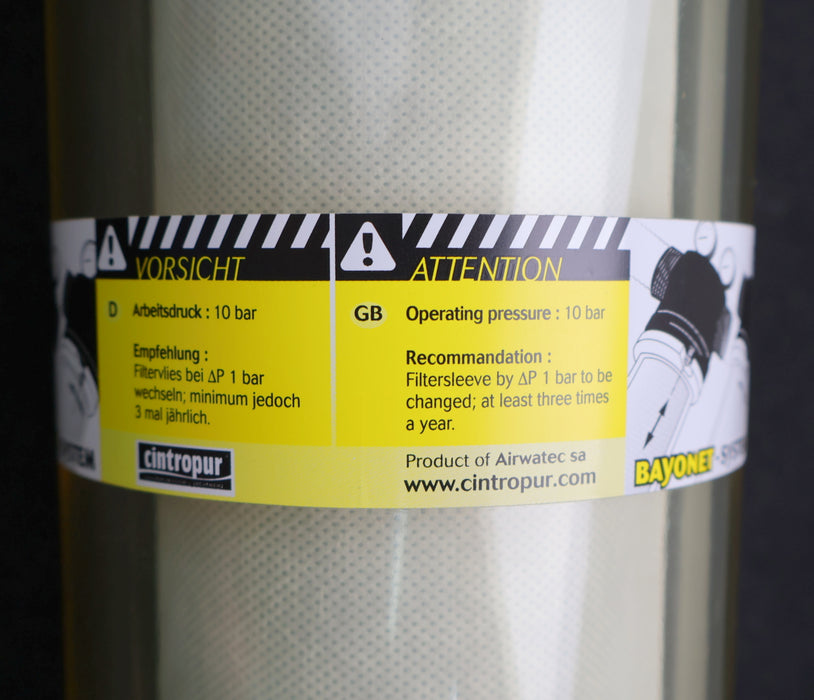 VORSICHT
D Arbeitsdruck : 10 bar
Empfehlung :
Filtervlies bei ΔP 1 bar
wechseln; minimum jedoch
3 mal jährlich.
cintropur
ATTENTION
GB Operating pressure : 10 bar
Recommandation :
Filtersleeve by ΔP 1 bar to be
changed; at least three times
a year.
Product of Airwatec sa
www.cintropur.com
BAYONET-SYSTE
SYSTEM